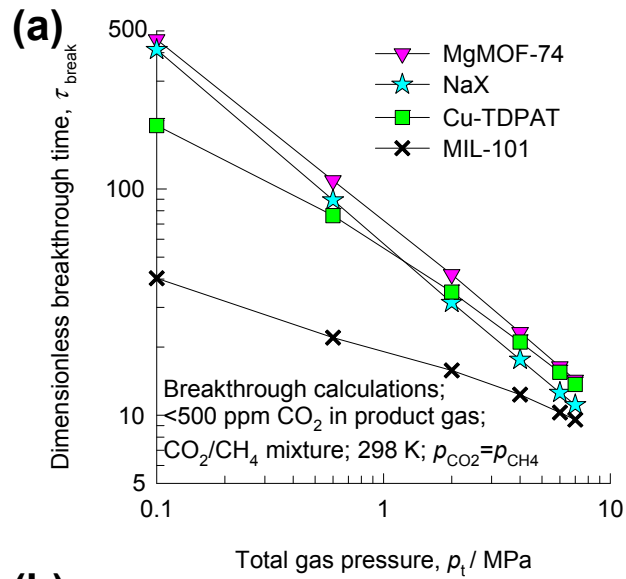 (a)
500
100
10
5
Dimensionless breakthrough time, τbreak
MgMOF-74
NaX
Cu-TDPAT
MIL-101
Breakthrough calculations;
<500 ppm CO2 in product gas;
CO2/CH4 mixture; 298 K; pCO2=pCH4
0.1 1 10
Total gas pressure, pt / MPa